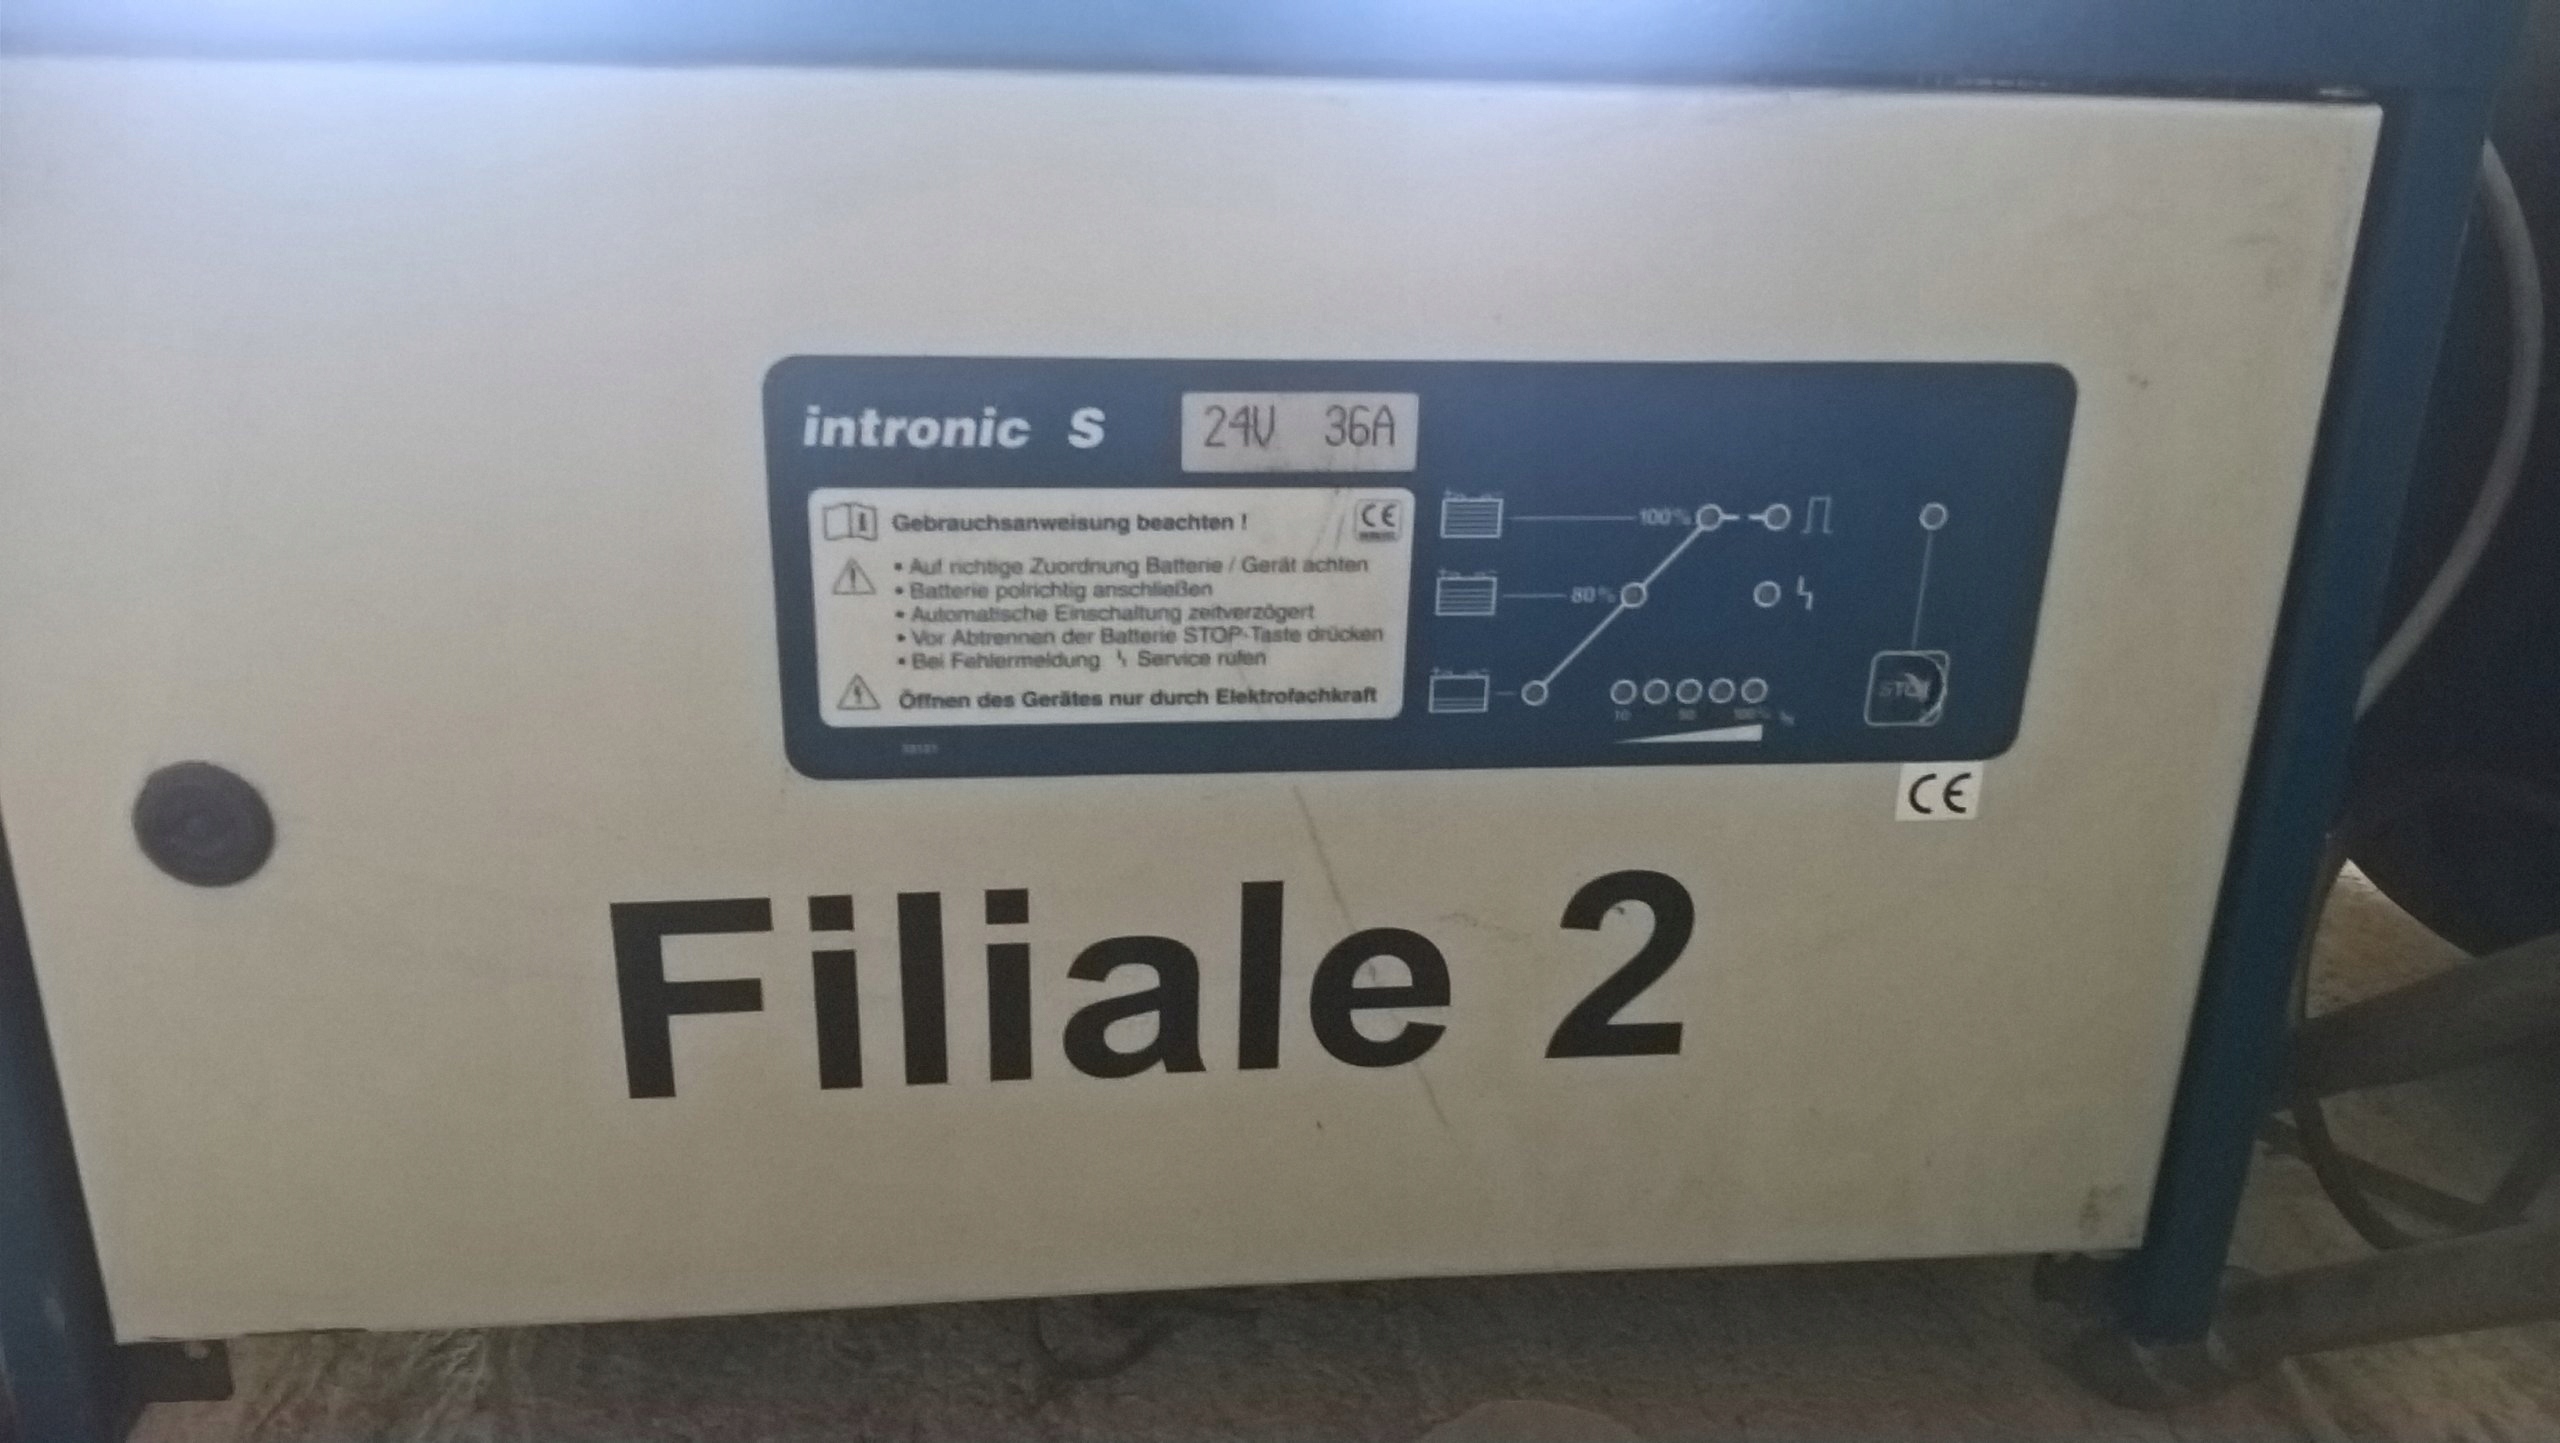 intronic S 24V 36A
Gebrauchsanweisung beachten ! CE
• Auf richtige Zuordnung Batterie / Gerät achten
• Batterie polrichtig anschließen
• Automatische Einschaltung zeitverzögert
• Vor Abtrennen der Batterie STOP-Taste drücken
• Bei Fehlermeldung Service rufen
Öffnen des Gerätes nur durch Elektrofachkraft
100%
80%
STOP
CE
Filiale 2